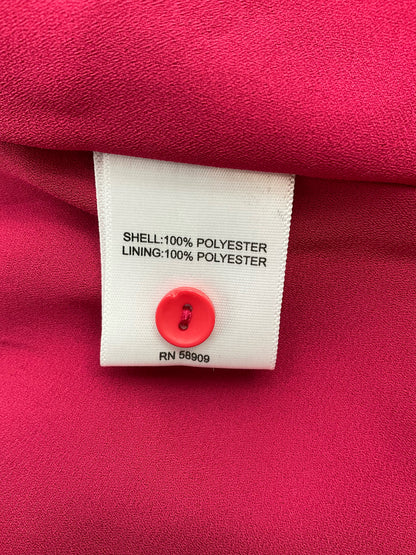 SHELL:100% POLYESTER
LINING:100% POLYESTER
RN 58909